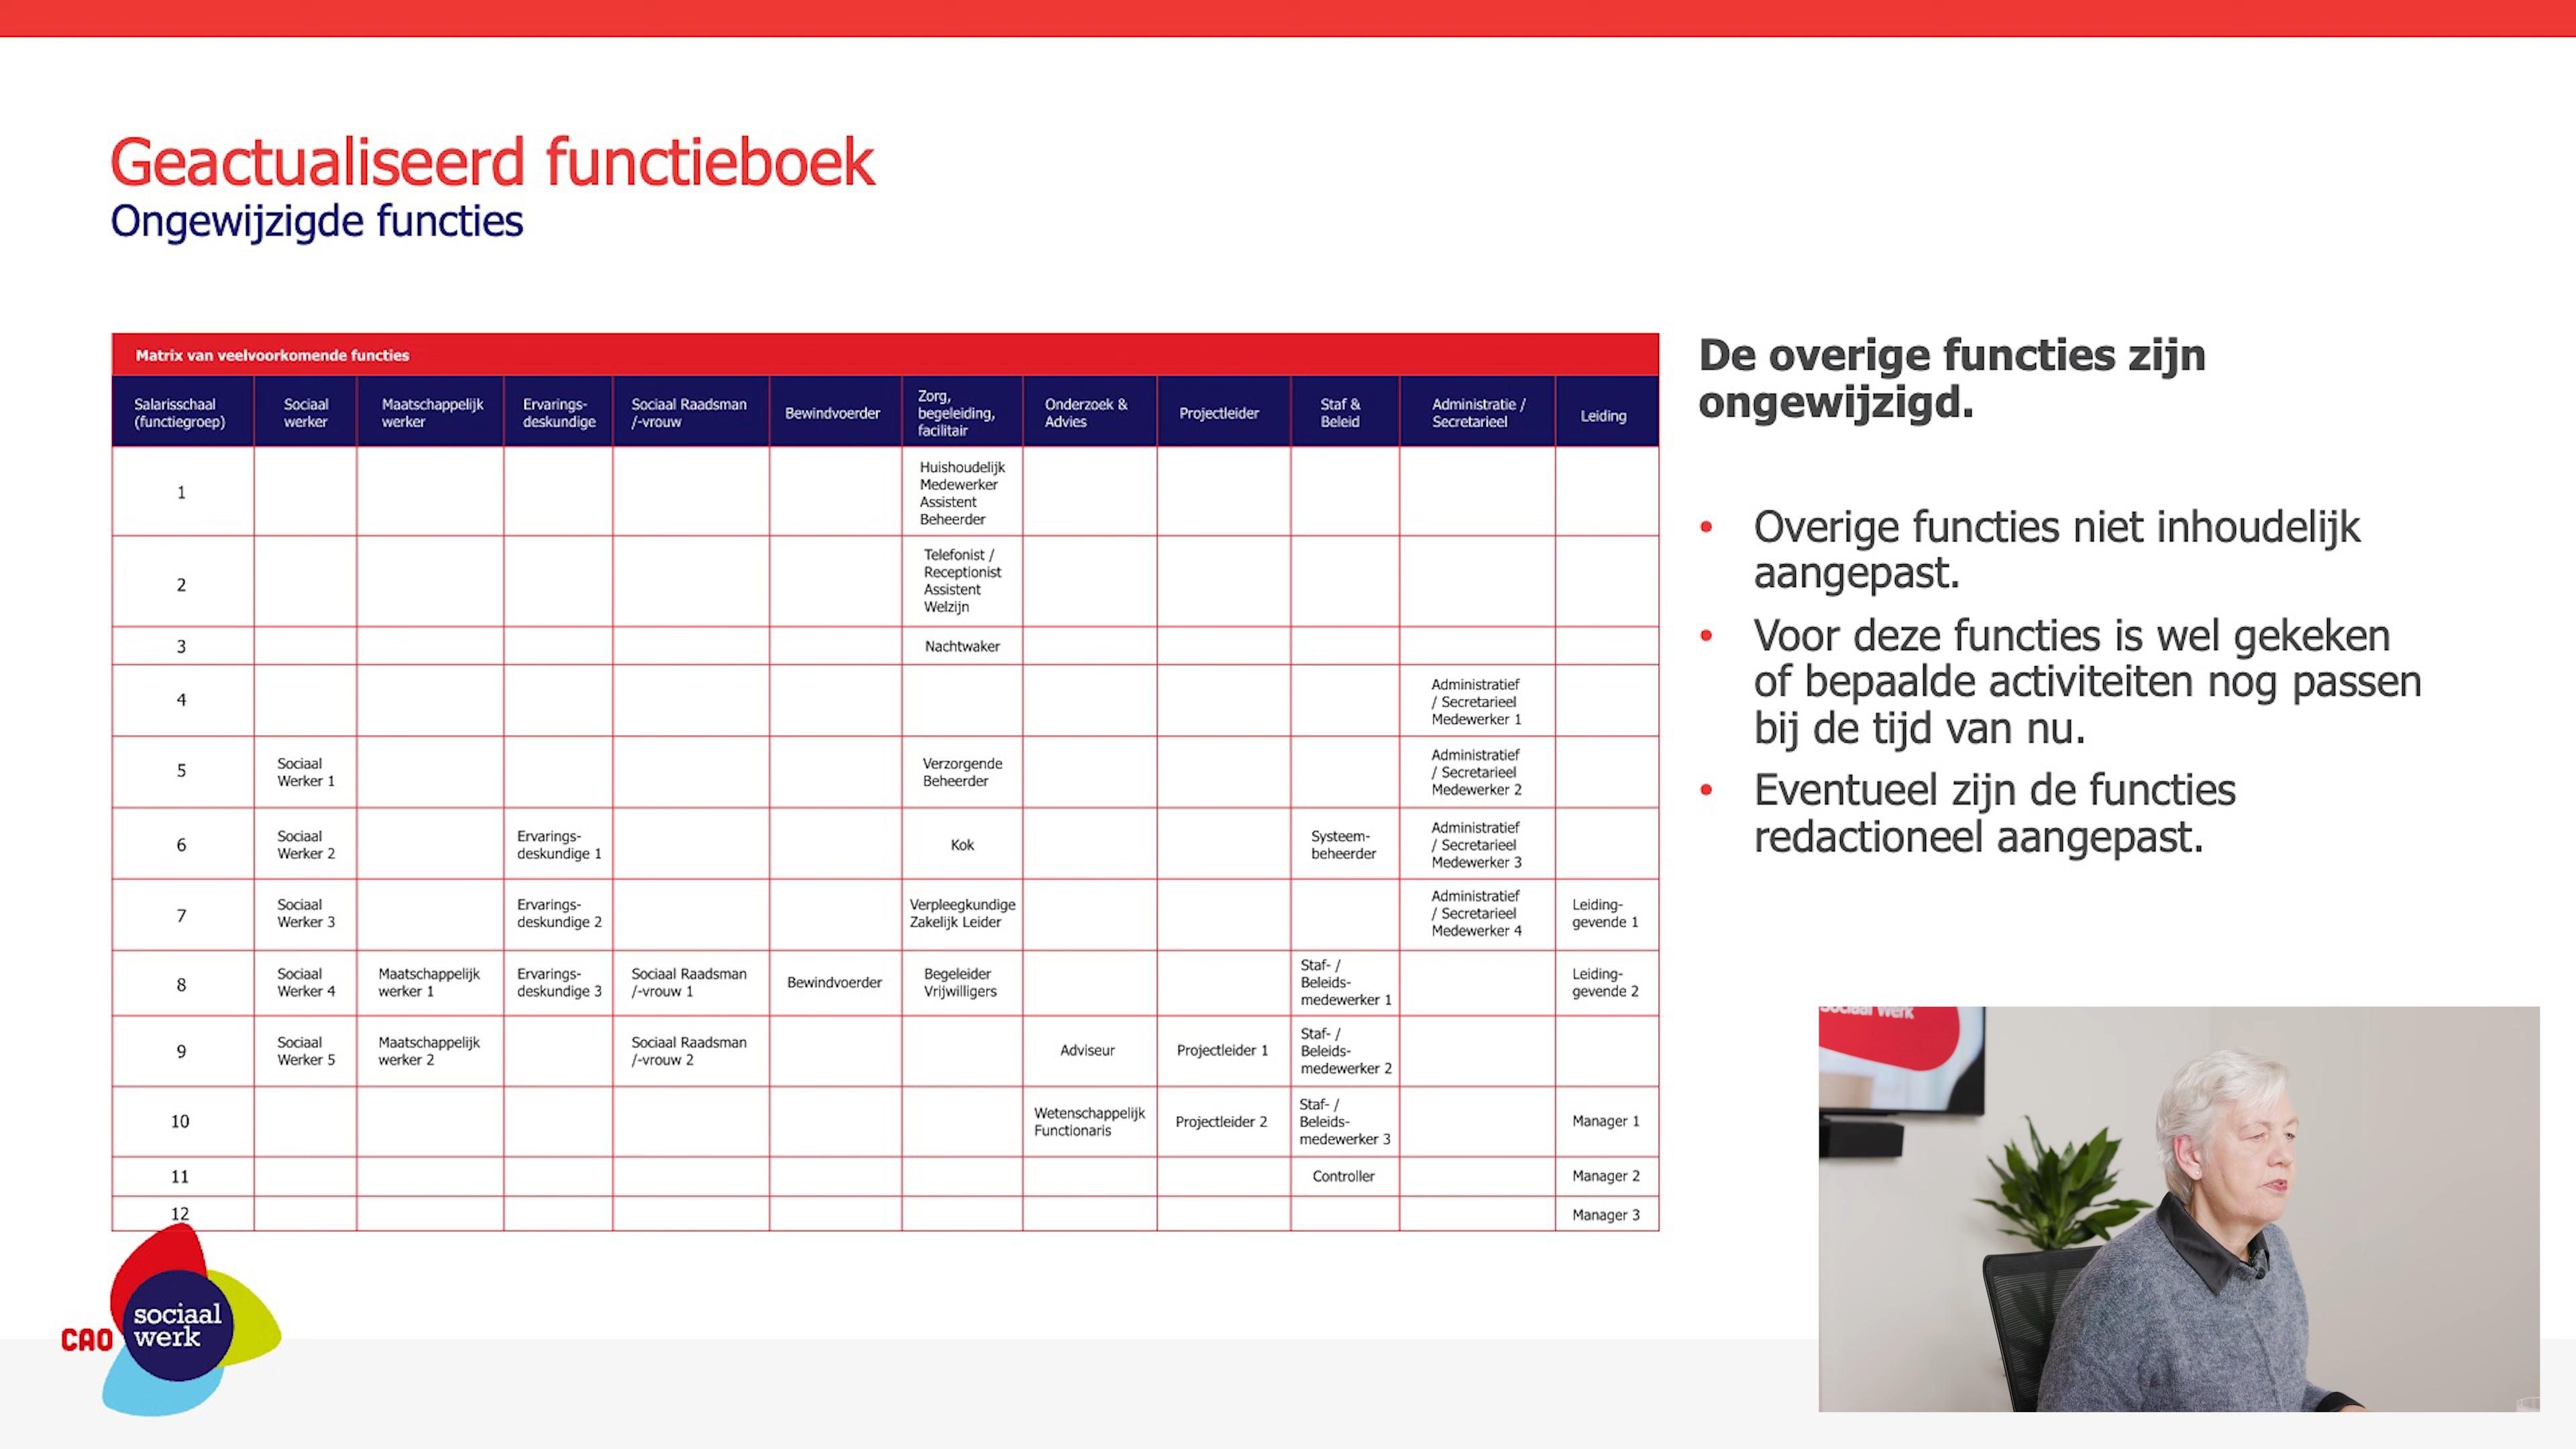 Geactualiseerd functieboek
Ongewijzigde functies
Matrix van veelvoorkomende functies
Salarisschaal
(functiegroep)
Sociaal
werker
Maatschappelijk
werker
Ervarings-
deskundige
Sociaal Raadsman
/-vrouw
Bewindvoerder
Zorg,
begeleiding,
facilitair
Onderzoek &
Advies
Projectleider
Staf &
Beleid
Administratie /
Secretarieel
Leiding
1
Huishoudelijk
Medewerker
Assistent
Beheerder
2
Telefonist /
Receptionist
Assistent
Welzijn
3
Nachtwaker
4
Administratief
/ Secretarieel
Medewerker 1
5
Sociaal
Werker 1
Verzorgende
Beheerder
Administratief
/ Secretarieel
Medewerker 2
6
Sociaal
Werker 2
Ervarings-
deskundige 1
Kok
Systeem-
beheerder
Administratief
/ Secretarieel
Medewerker 3
7
Sociaal
Werker 3
Ervarings-
deskundige 2
Verpleegkundige
Zakelijk Leider
Administratief
/ Secretarieel
Medewerker 4
Leiding-
gevende 1
8
Sociaal
Werker 4
Maatschappelijk
werker 1
Ervarings-
deskundige 3
Sociaal Raadsman
/-vrouw 1
Bewindvoerder
Begeleider
Vrijwilligers
Staf- /
Beleids-
medewerker 1
Leiding-
gevende 2
9
Sociaal
Werker 5
Maatschappelijk
werker 2
Sociaal Raadsman
/-vrouw 2
Adviseur
Projectleider 1
Staf- /
Beleids-
medewerker 2
10
Wetenschappelijk
Functionaris
Projectleider 2
Staf- /
Beleids-
medewerker 3
Manager 1
11
Controller
Manager 2
12
Manager 3
De overige functies zijn
ongewijzigd.
• Overige functies niet inhoudelijk
aangepast.
• Voor deze functies is wel gekeken
of bepaalde activiteiten nog passen
bij de tijd van nu.
• Eventueel zijn de functies
redactioneel aangepast.
Sociaal Werk
CAO
sociaal
werk